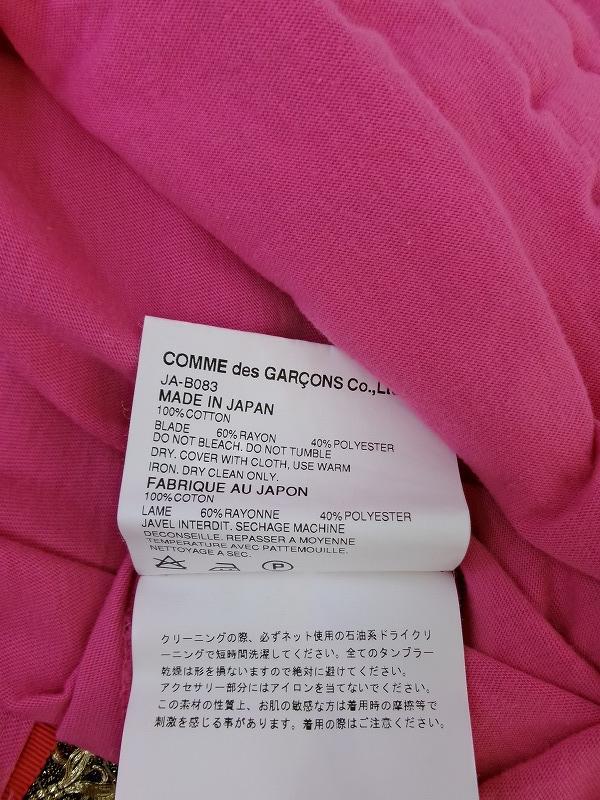 COMME des GARÇONS Co.,
JA-B083
MADE IN JAPAN
100%COTTON
BLADE 60%RAYON 40%POLYESTER
DO NOT BLEACH. DO NOT TUMBLE
DRY. COVER WITH CLOTH, USE WARM
IRON. DRY CLEAN ONLY.
FABRIQUE AU JAPON
100%COTON
LAME 60%RAYONNE 40%POLYESTER
JAVEL INTERDIT. SECHAGE MACHINE
DECONSEILLE. REPASSER A MOYENNE
TEMPERATURE AVEC PATTEMOUILLE.
NETTOYAGE A SEC.
P
クリーニングの際、必ずネット使用の石油系ドライクリ
ーニングで短時間洗濯してください。全てのタンブラー
乾燥は形を損ないますので絶対に避けてください。
アクセサリー部分にはアイロンを当てないでください。
この素材の性質上、お肌の敏感な方は着用時の摩擦等で
刺激を感じる事があります。着用の際はご注意ください。